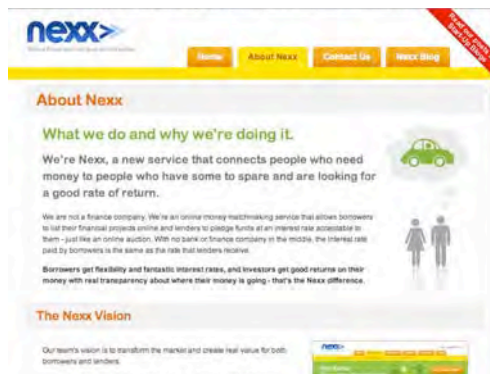 nexx>
Read our posts
Start-Up Blogs
Home
About Nexx
Contact Us
Nexx Blog
About Nexx
What we do and why we're doing it.
We're Nexx, a new service that connects people who need
money to people who have some to spare and are looking for
a good rate of return.
We are not a finance company. We're an online money matchmaking service that allows borrowers
to list their financial projects online and lenders to pledge funds at an interest rate acceptable to
them - just like an online auction. With no bank or finance company in the middle, the interest rate
paid by borrowers is the same as the rate that lenders receive.
Borrowers get flexibility and fantastic interest rates, and investors get good returns on their
money with real transparency about where their money is going - that's the Nexx difference.
The Nexx Vision
Our team's vision is to transform the market and create real value for both
borrowers and lenders.
nexx>